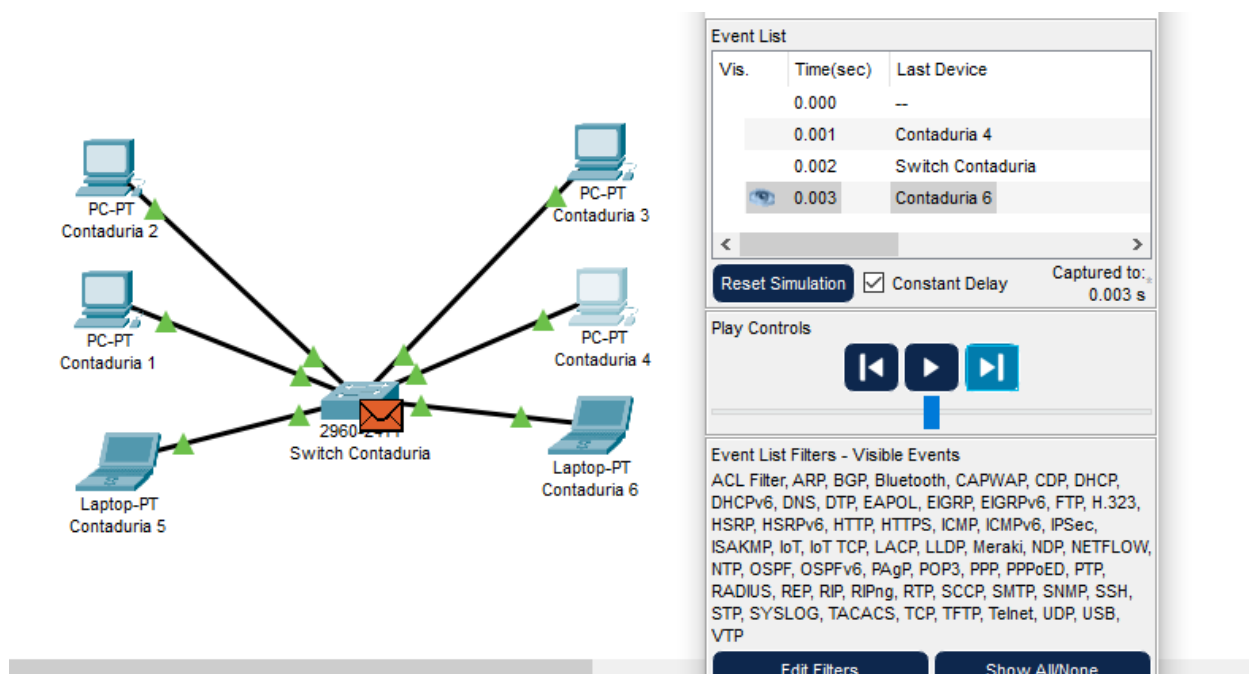 PC-PT
Contaduria 2
PC-PT
Contaduria 3
PC-PT
Contaduria 1
PC-PT
Contaduria 4
2960-24TT
Switch Contaduria
Laptop-PT
Contaduria 5
Laptop-PT
Contaduria 6
Event List
Vis. Time(sec) Last Device
0.000 --
0.001 Contaduria 4
0.002 Switch Contaduria
0.003 Contaduria 6
Reset Simulation Constant Delay Captured to:
0.003 s
Play Controls
Event List Filters - Visible Events
ACL Filter, ARP, BGP, Bluetooth, CAPWAP, CDP, DHCP,
DHCPv6, DNS, DTP, EAPOL, EIGRP, EIGRPv6, FTP, H.323,
HSRP, HSRPv6, HTTP, HTTPS, ICMP, ICMPv6, IPSec,
ISAKMP, IoT, IoT TCP, LACP, LLDP, Meraki, NDP, NETFLOW,
NTP, OSPF, OSPFv6, PAgP, POP3, PPP, PPPoED, PTP,
RADIUS, REP, RIP, RIPng, RTP, SCCP, SMTP, SNMP, SSH,
STP, SYSLOG, TACACS, TCP, TFTP, Telnet, UDP, USB,
VTP
Edit Filters Show All/None